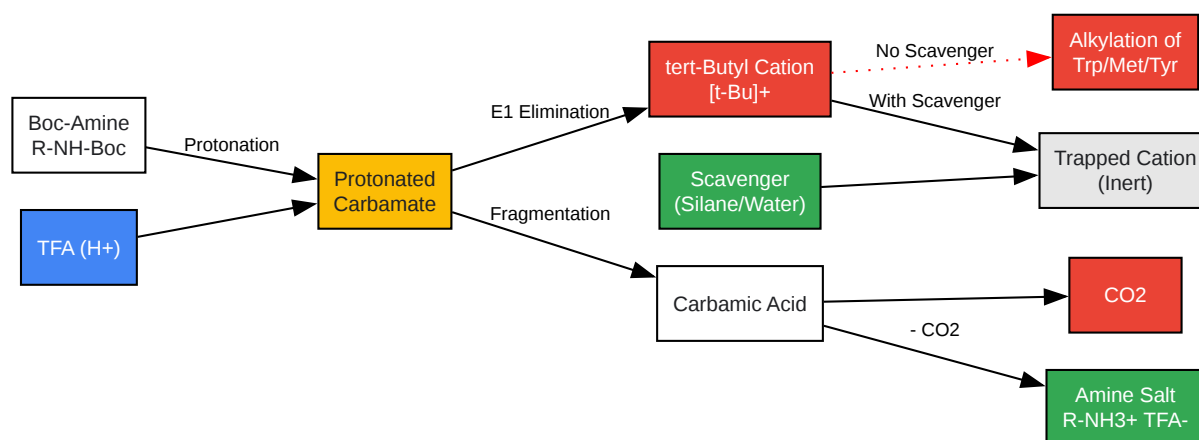 Boc-Amine
R-NH-Boc
TFA (H+)
Protonation
Protonated
Carbamate
E1 Elimination
Fragmentation
tert-Butyl Cation
[t-Bu]+
Scavenger
(Silane/Water)
Carbamic Acid
No Scavenger
With Scavenger
- CO2
Alkylation of
Trp/Met/Tyr
Trapped Cation
(Inert)
CO2
Amine Salt
R-NH3+ TFA-